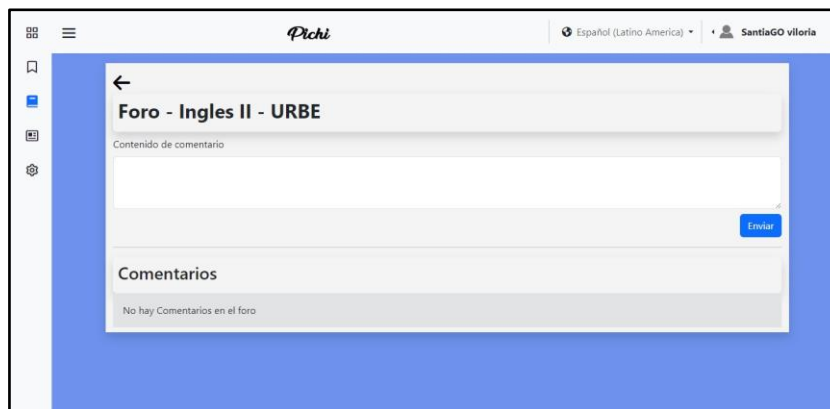 Pichi
Español (Latino America)
SantiaGO viloria
Foro - Ingles II - URBE
Contenido de comentario
Enviar
Comentarios
No hay Comentarios en el foro